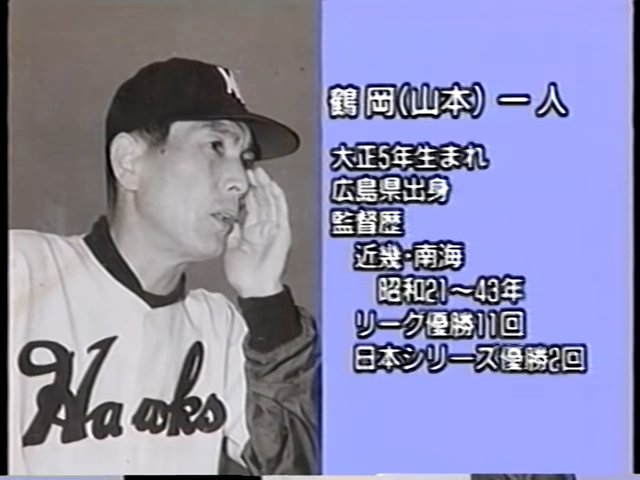 鶴岡(山本) 一人
大正5年生まれ
広島県出身
監督歴
近畿・南海
昭和21〜43年
リーグ優勝11回
日本シリーズ優勝2回
Hawks